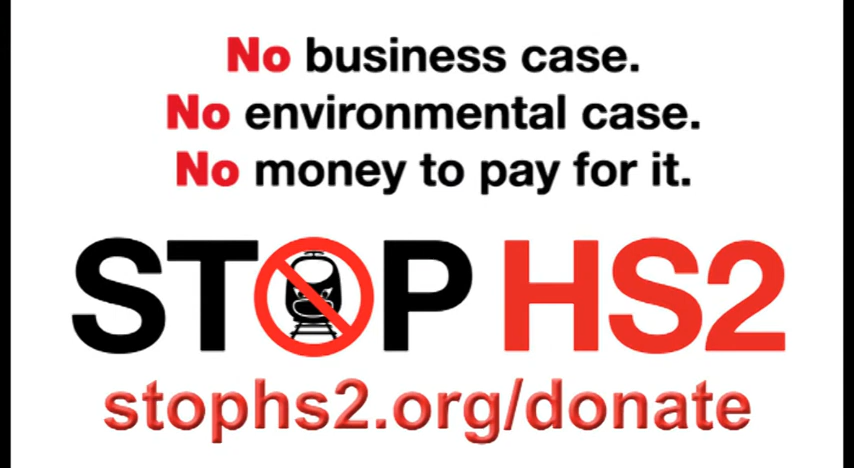 No business case.
No environmental case.
No money to pay for it.
STOP HS2
stophs2.org/donate